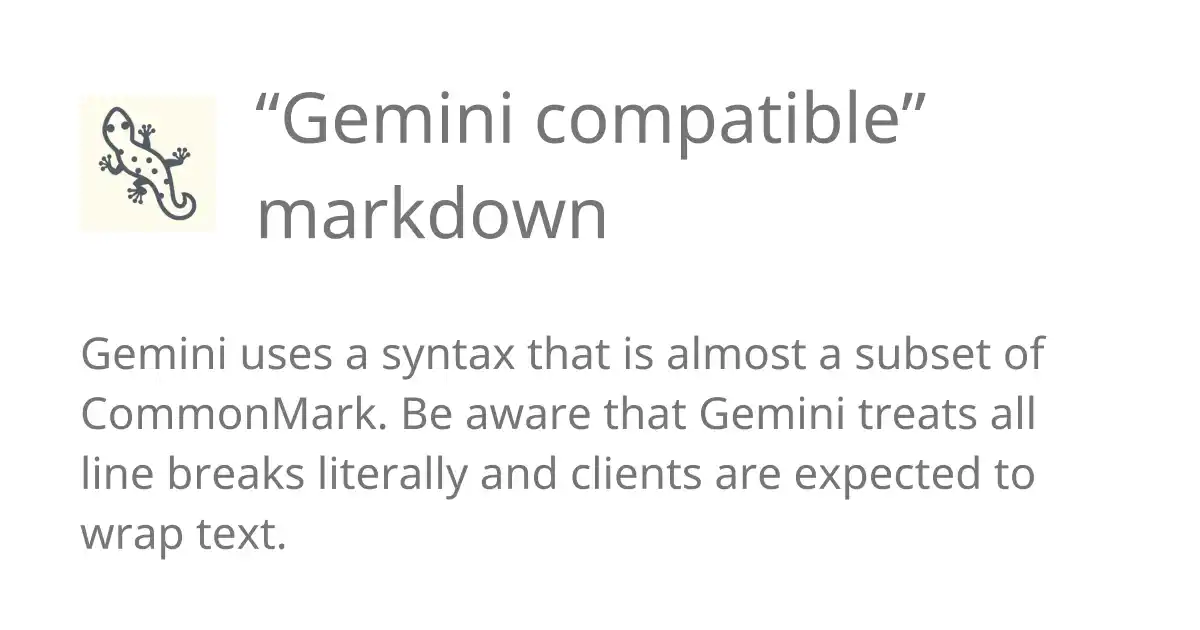 “Gemini compatible”
markdown
Gemini uses a syntax that is almost a subset of
CommonMark. Be aware that Gemini treats all
line breaks literally and clients are expected to
wrap text.